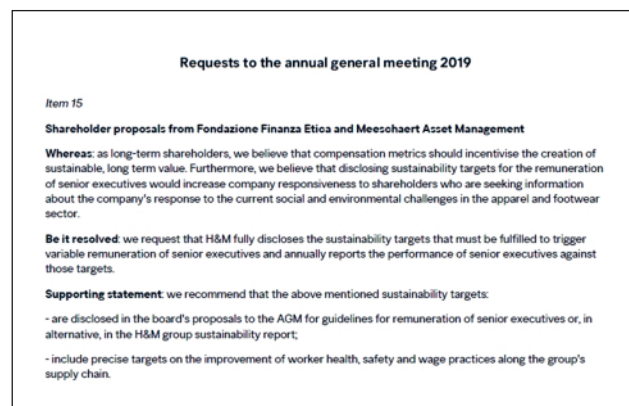 Requests to the annual general meeting 2019
Item 15
Shareholder proposals from Fondazione Finanza Etica and Meeschaert Asset Management
Whereas: as long-term shareholders, we believe that compensation metrics should incentivise the creation of
sustainable, long term value. Furthermore, we believe that disclosing sustainability targets for the remuneration
of senior executives would increase company responsiveness to shareholders who are seeking information
about the company's response to the current social and environmental challenges in the apparel and footwear
sector.
Be it resolved: we request that H&M fully discloses the sustainability targets that must be fulfilled to trigger
variable remuneration of senior executives and annually reports the performance of senior executives against
those targets.
Supporting statement: we recommend that the above mentioned sustainability targets:
- are disclosed in the board's proposals to the AGM for guidelines for remuneration of senior executives or, in
alternative, in the H&M group sustainability report;
- include precise targets on the improvement of worker health, safety and wage practices along the group's
supply chain.